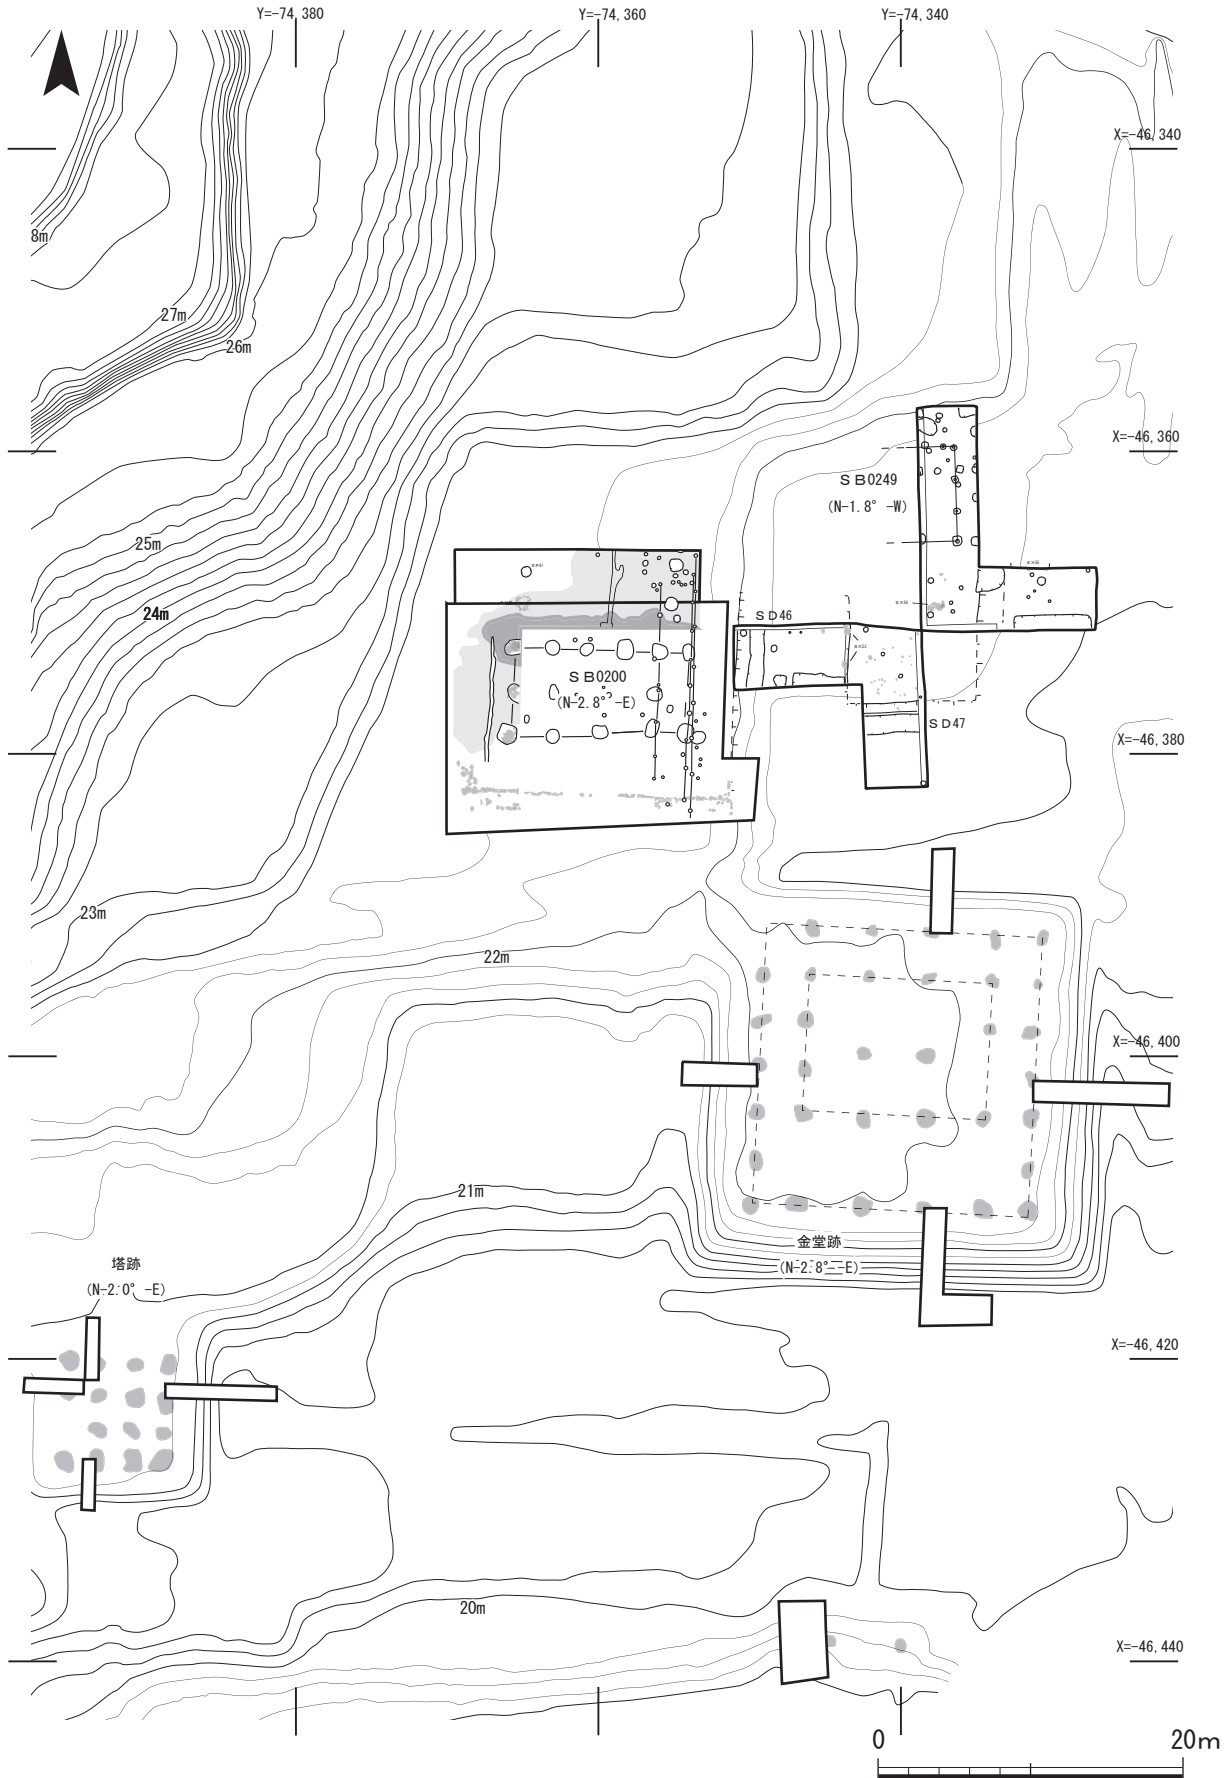 Y=-74,380
Y=-74,360
Y=-74,340
X=-46,340
8m
27m
26m
X=-46,360
SB0249
(N-1.8°-W)
25m
24m
SD46
SB0200
(N-2.8°-E)
SD47
X=-46,380
23m
22m
X=-46,400
21m
金堂跡
(N-2.8°-E)
塔跡
(N-2.0°-E)
X=-46,420
20m
X=-46,440
0
20m